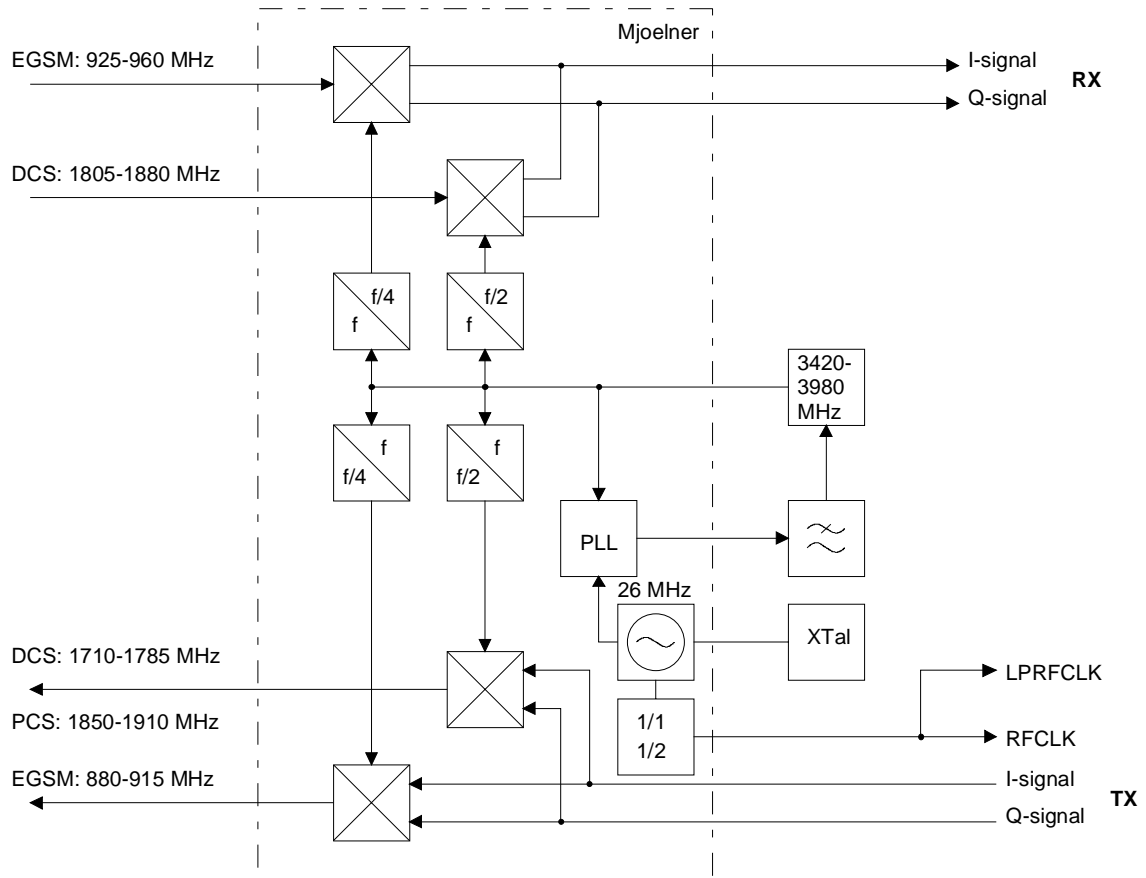 Mjoelner
EGSM: 925-960 MHz
I-signal
RX
Q-signal
DCS: 1805-1880 MHz
f/4
f
f/2
f
3420-
3980
MHz
f
f/4
f
f/2
PLL
26 MHz
XTal
DCS: 1710-1785 MHz
LPRFCLK
PCS: 1850-1910 MHz
1/1
1/2
RFCLK
EGSM: 880-915 MHz
I-signal
TX
Q-signal